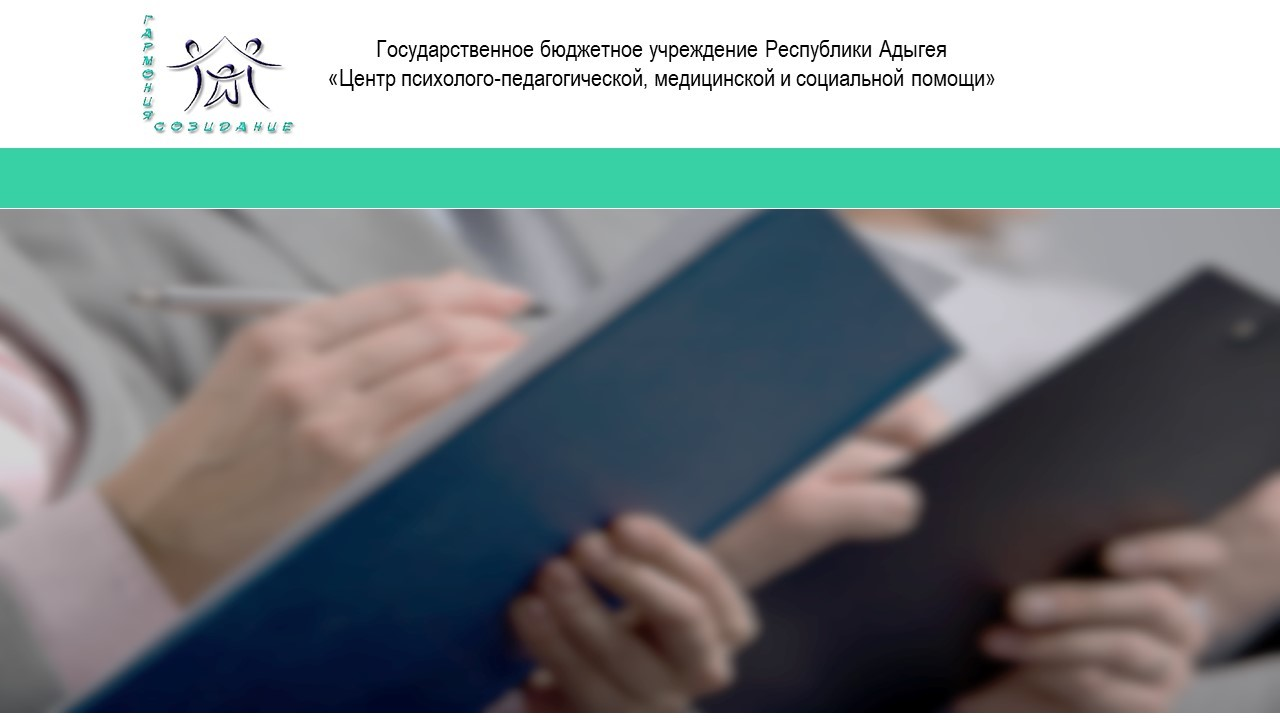 ГАРМОНИЯ
СОЗИДАНИЕ
Государственное бюджетное учреждение Республики Адыгея
«Центр психолого-педагогической, медицинской и социальной помощи»